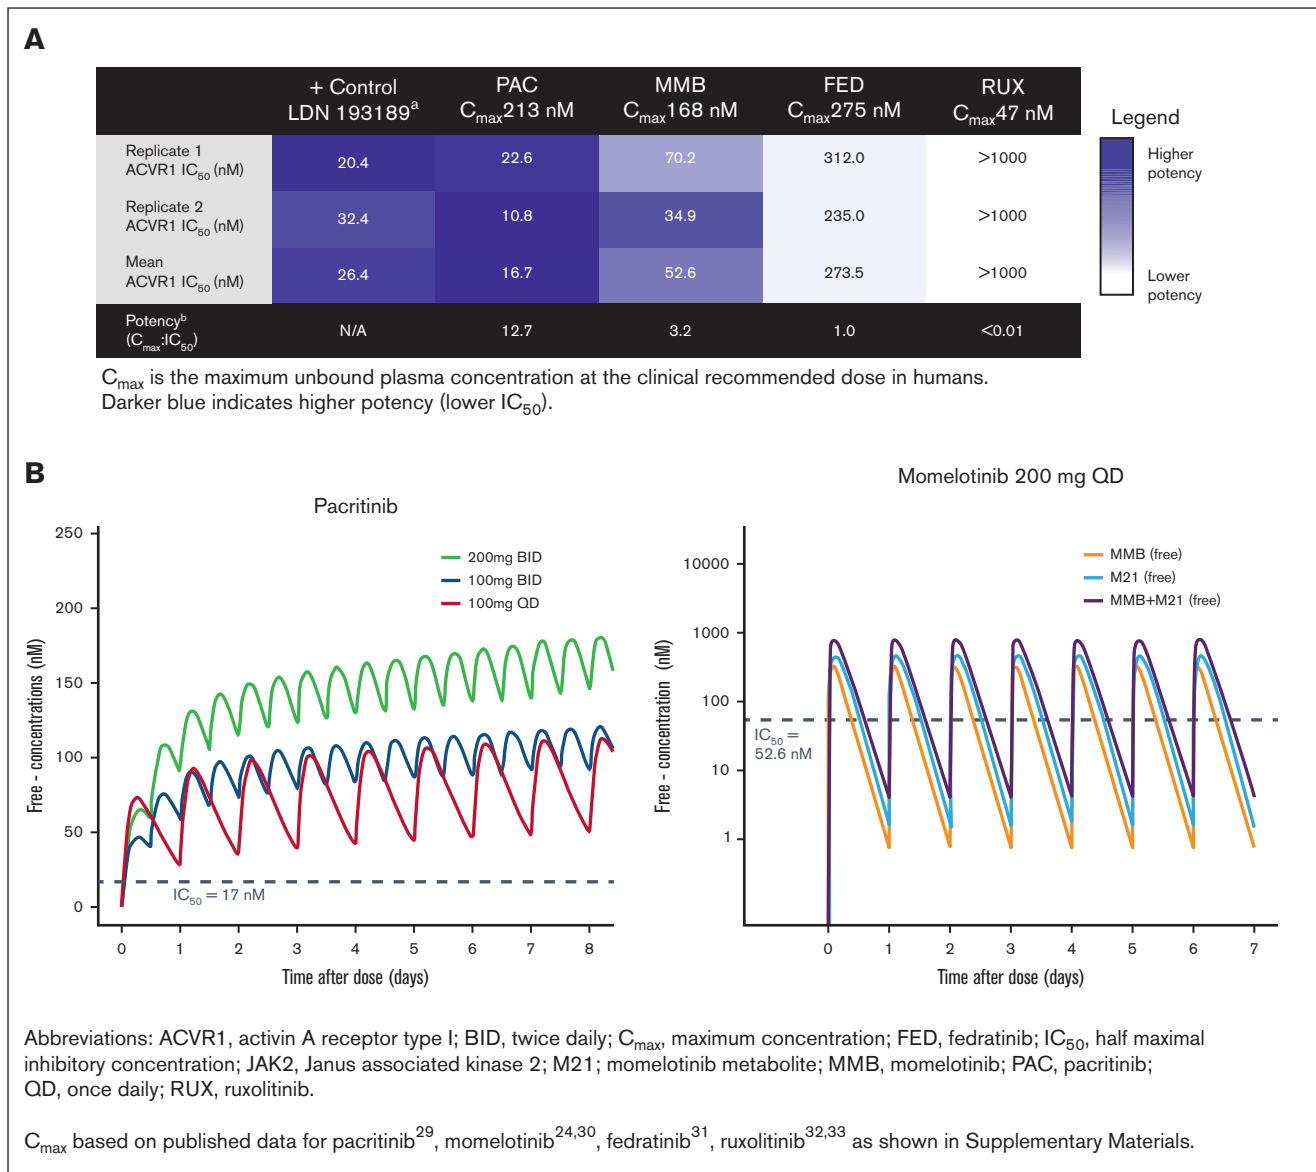 A
+ Control LDN 193189a
PAC Cmax213 nM
MMB Cmax168 nM
FED Cmax275 nM
RUX Cmax47 nM
Replicate 1 ACVR1 IC50 (nM) 20.4 22.6 70.2 312.0 >1000
Replicate 2 ACVR1 IC50 (nM) 32.4 10.8 34.9 235.0 >1000
Mean ACVR1 IC50 (nM) 26.4 16.7 52.6 273.5 >1000
Potencyb (Cmax:IC50) N/A 12.7 3.2 1.0 <0.01
Legend
Higher potency
Lower potency
Cmax is the maximum unbound plasma concentration at the clinical recommended dose in humans.
Darker blue indicates higher potency (lower IC50).
B
Pacritinib
250
200
150
100
50
0
Free - concentrations (nM)
200mg BID
100mg BID
100mg QD
IC50 = 17 nM
0 1 2 3 4 5 6 7 8
Time after dose (days)
Momelotinib 200 mg QD
10000
1000
100
10
1
Free - concentration (nM)
MMB (free)
M21 (free)
MMB+M21 (free)
IC50 =
52.6 nM
0 1 2 3 4 5 6 7
Time after dose (days)
Abbreviations: ACVR1, activin A receptor type I; BID, twice daily; Cmax, maximum concentration; FED, fedratinib; IC50, half maximal
inhibitory concentration; JAK2, Janus associated kinase 2; M21; momelotinib metabolite; MMB, momelotinib; PAC, pacritinib;
QD, once daily; RUX, ruxolitinib.
Cmax based on published data for pacritinib29, momelotinib24,30, fedratinib31, ruxolitinib32,33 as shown in Supplementary Materials.